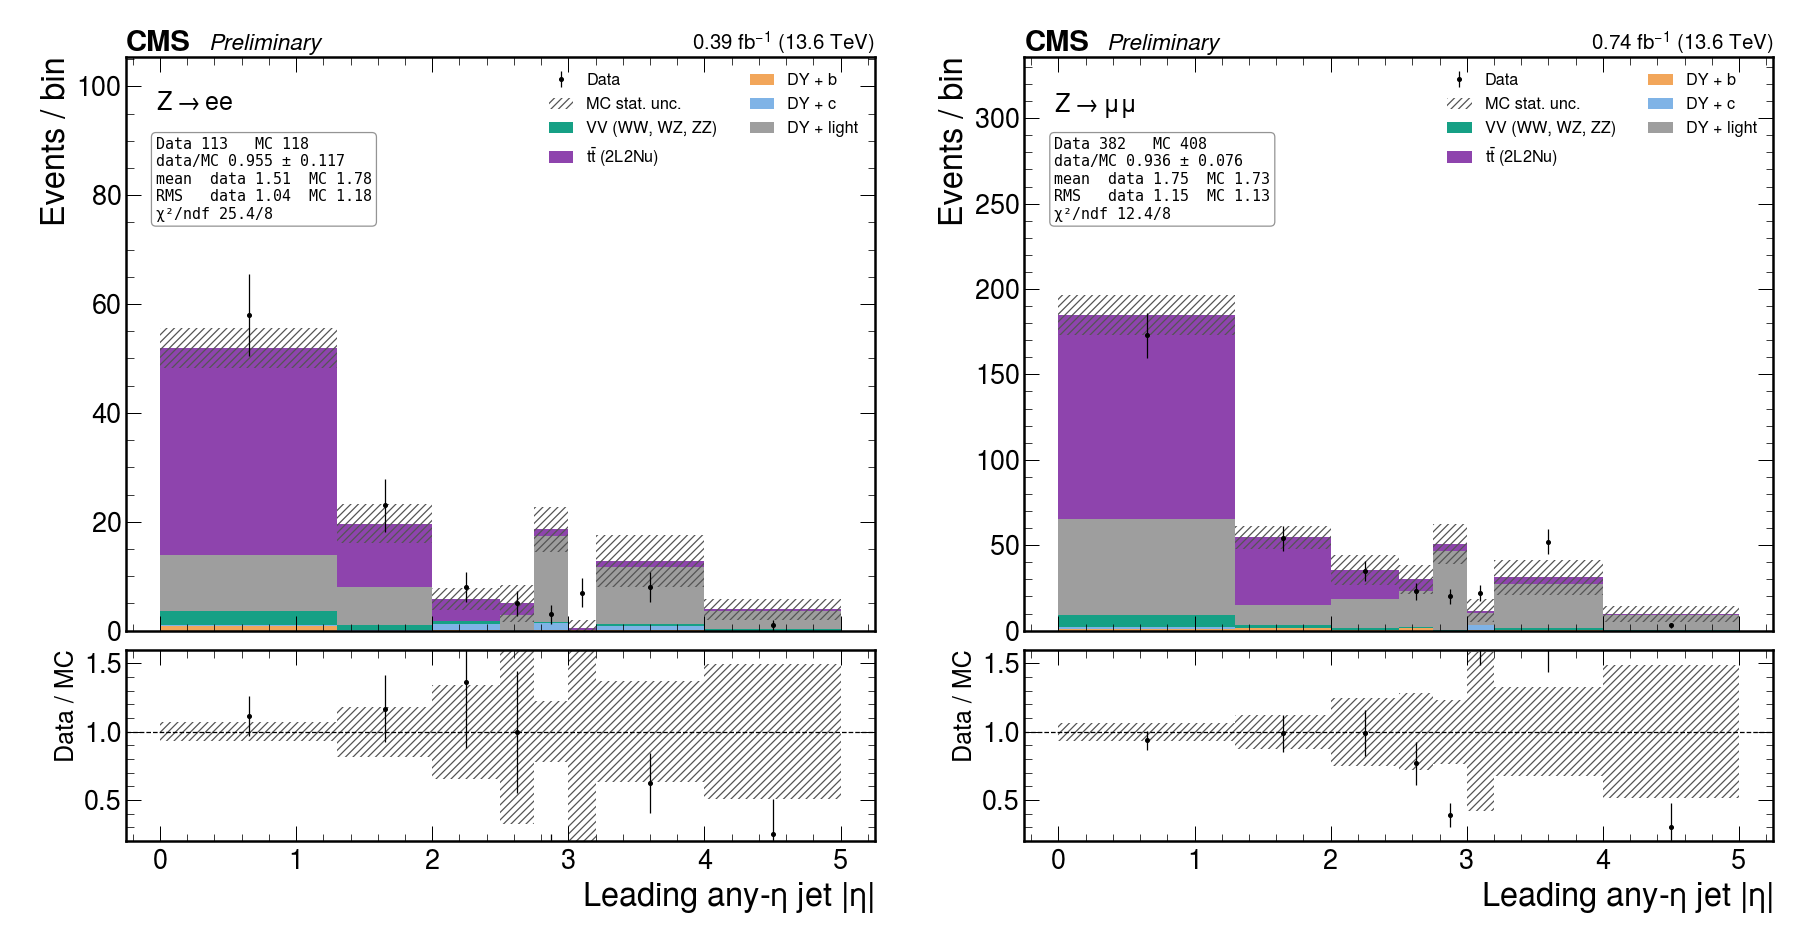 CMS Preliminary 0.39 fb⁻¹ (13.6 TeV)
Events / bin
Z → ee
Data 113   MC 118
data/MC 0.955 ± 0.117
mean  data 1.51  MC 1.78
RMS   data 1.04  MC 1.18
χ²/ndf 25.4/8
Data
MC stat. unc.
VV (WW, WZ, ZZ)
tt̄ (2L2Nu)
DY + b
DY + c
DY + light
100
80
60
40
20
0
Data / MC
1.5
1.0
0.5
0 1 2 3 4 5
Leading any-η jet |η|
CMS Preliminary 0.74 fb⁻¹ (13.6 TeV)
Events / bin
Z → μμ
Data 382   MC 408
data/MC 0.936 ± 0.076
mean  data 1.75  MC 1.73
RMS   data 1.15  MC 1.13
χ²/ndf 12.4/8
Data
MC stat. unc.
VV (WW, WZ, ZZ)
tt̄ (2L2Nu)
DY + b
DY + c
DY + light
300
250
200
150
100
50
0
Data / MC
1.5
1.0
0.5
0 1 2 3 4 5
Leading any-η jet |η|